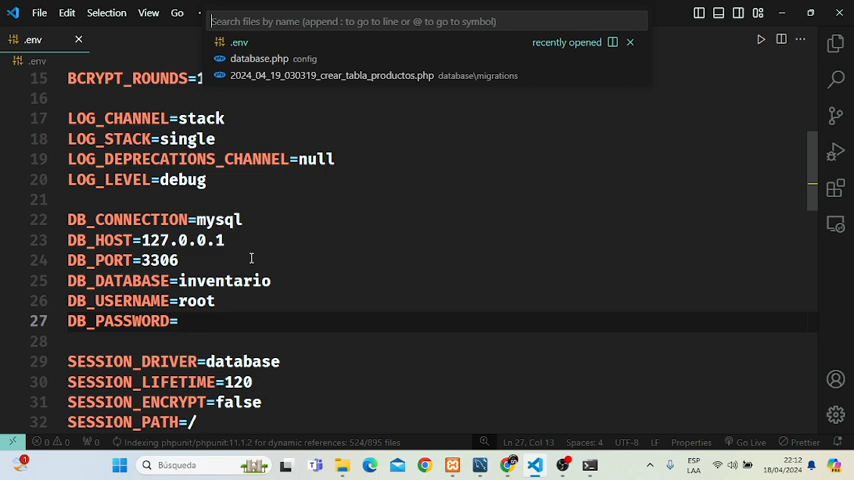 File Edit Selection View Go
Search files by name (append : to go to line or @ to go to symbol)
.env
.env recently opened
database.php config
2024_04_19_030319_crear_tabla_productos.php database\migrations
.env
15 BCRYPT_ROUNDS=1
16
17 LOG_CHANNEL=stack
18 LOG_STACK=single
19 LOG_DEPRECATIONS_CHANNEL=null
20 LOG_LEVEL=debug
21
22 DB_CONNECTION=mysql
23 DB_HOST=127.0.0.1
24 DB_PORT=3306
25 DB_DATABASE=inventario
26 DB_USERNAME=root
27 DB_PASSWORD=
28
29 SESSION_DRIVER=database
30 SESSION_LIFETIME=120
31 SESSION_ENCRYPT=false
32 SESSION_PATH=/
0 0 0 Indexing phpunit/phpunit:11.1.2 for dynamic references: 524/895 files Ln 27, Col 13 Spaces: 4 UTF-8 LF Properties Go Live Prettier
Búsqueda ESP LAA 22:12 18/04/2024